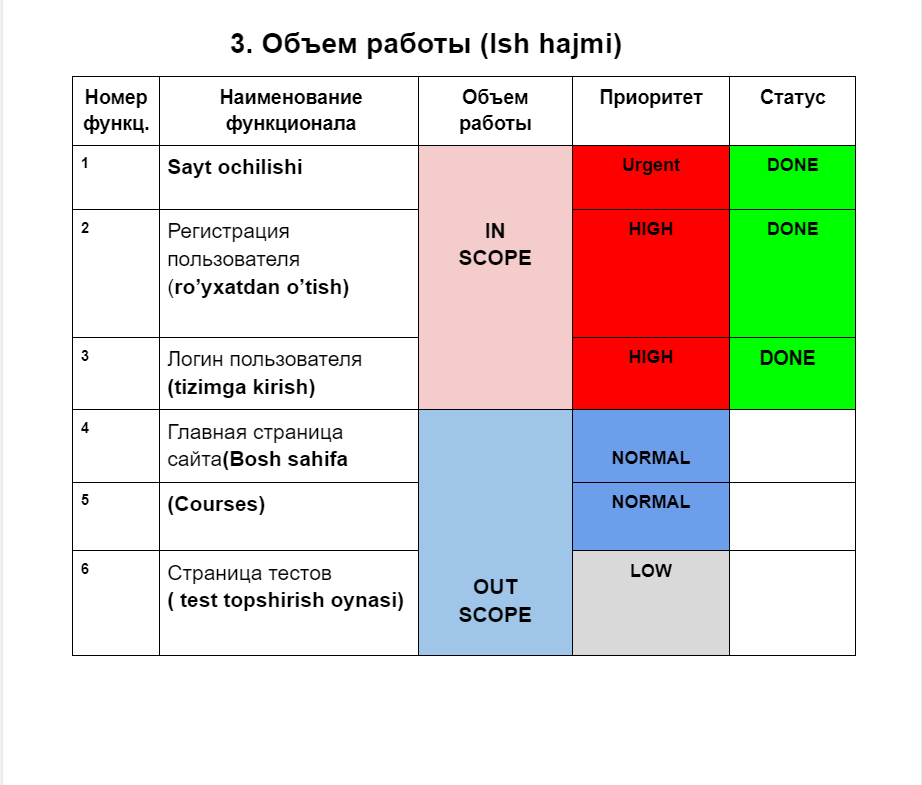 3. Объем работы (Ish hajmi)
Номер
функц.
Наименование
функционала
Объем
работы
Приоритет
Статус
1
Sayt ochilishi
Urgent
DONE
2
Регистрация
пользователя
(ro’yxatdan o’tish)
IN
SCOPE
HIGH
DONE
3
Логин пользователя
(tizimga kirish)
HIGH
DONE
4
Главная страница
сайта(Bosh sahifa
NORMAL
5
(Courses)
NORMAL
6
Страница тестов
( test topshirish oynasi)
OUT
SCOPE
LOW